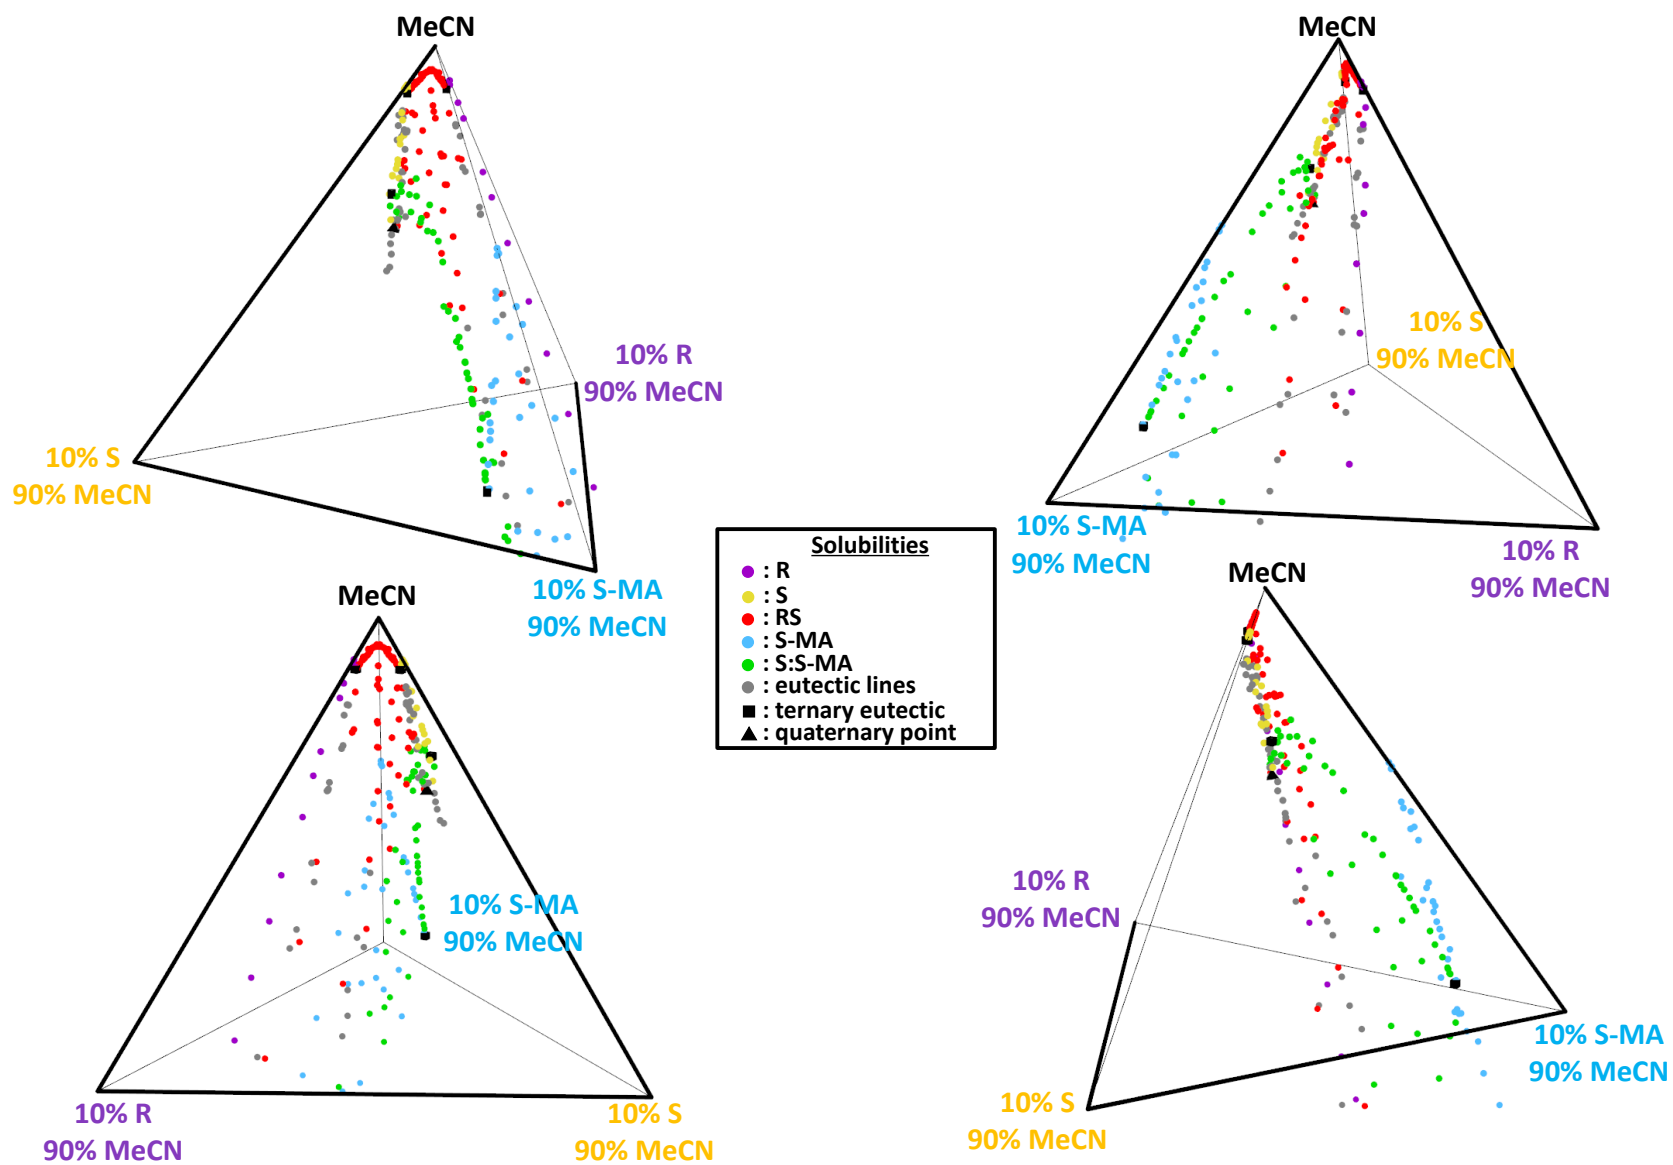 MeCN
10% R
90% MeCN
10% S
90% MeCN
10% S-MA
90% MeCN
MeCN
10% S
90% MeCN
10% S-MA
90% MeCN
10% R
90% MeCN
Solubilities
: R
: S
: RS
: S-MA
: S:S-MA
: eutectic lines
: ternary eutectic
: quaternary point
MeCN
10% S-MA
90% MeCN
10% R
90% MeCN
10% S
90% MeCN
MeCN
10% R
90% MeCN
10% S-MA
90% MeCN
10% S
90% MeCN